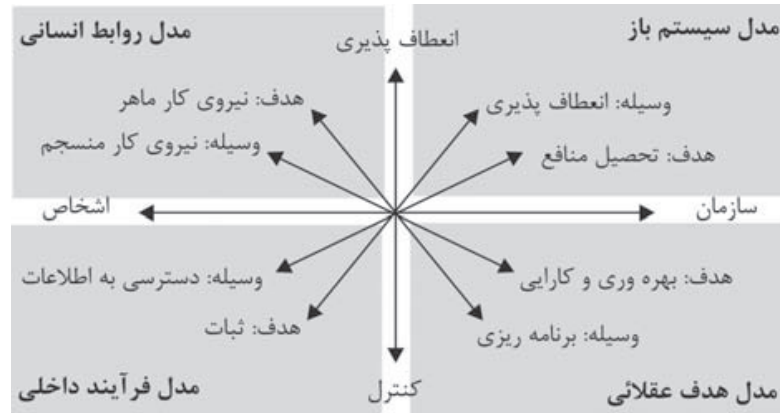 مدل سیستم باز
مدل روابط انسانی
انعطاف پذیری
وسیله: انعطاف پذیری
هدف: نیروی کار ماهر
هدف: تحصیل منافع
وسیله: نیروی کار منسجم
سازمان
اشخاص
هدف: بهره وری و کارایی
وسیله: دسترسی به اطلاعات
وسیله: برنامه ریزی
هدف: ثبات
مدل هدف عقلائی
کنترل
مدل فرآیند داخلی